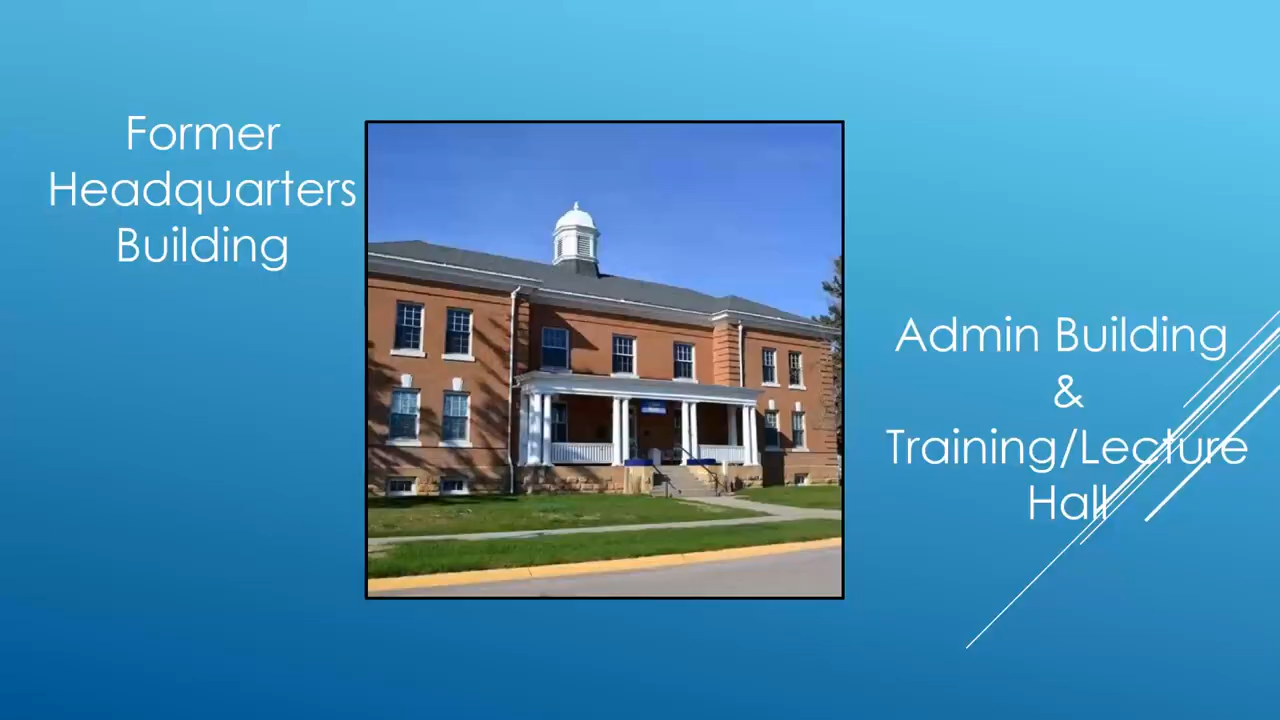 Former
Headquarters
Building
Admin Building
&
Training/Lecture
Hall